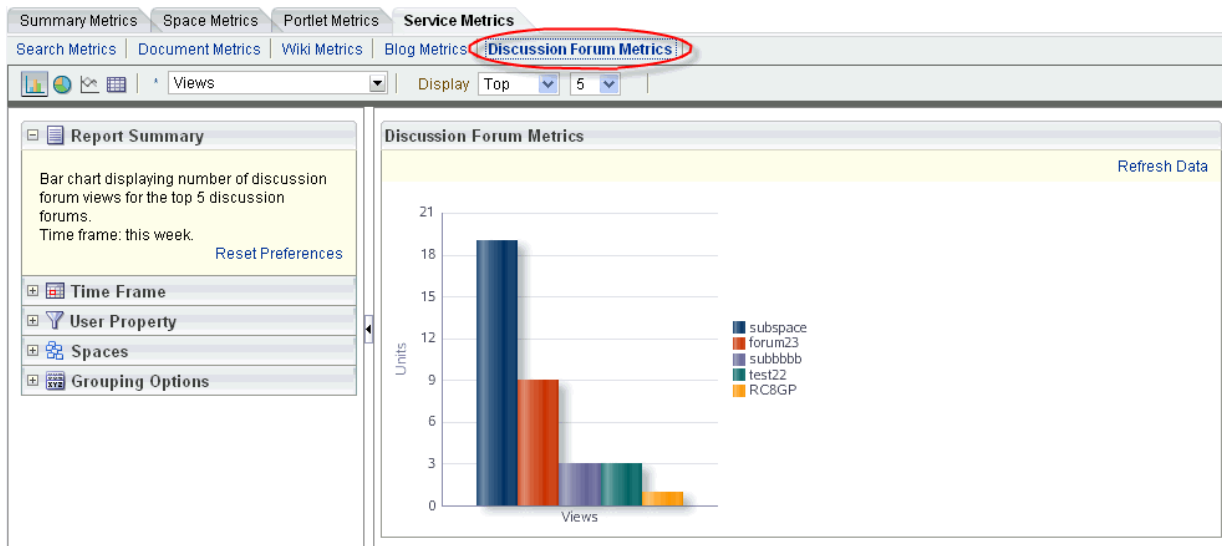 Summary Metrics Space Metrics Portlet Metrics Service Metrics
Search Metrics Document Metrics Wiki Metrics Blog Metrics Discussion Forum Metrics
* Views Display Top 5
Report Summary
Bar chart displaying number of discussion
forum views for the top 5 discussion
forums.
Time frame: this week.
Reset Preferences
Time Frame
User Property
Spaces
Grouping Options
Discussion Forum Metrics
Refresh Data
21
18
15
12
9
6
3
0
Units
Views
subspace
forum23
subbbbb
test22
RC8GP